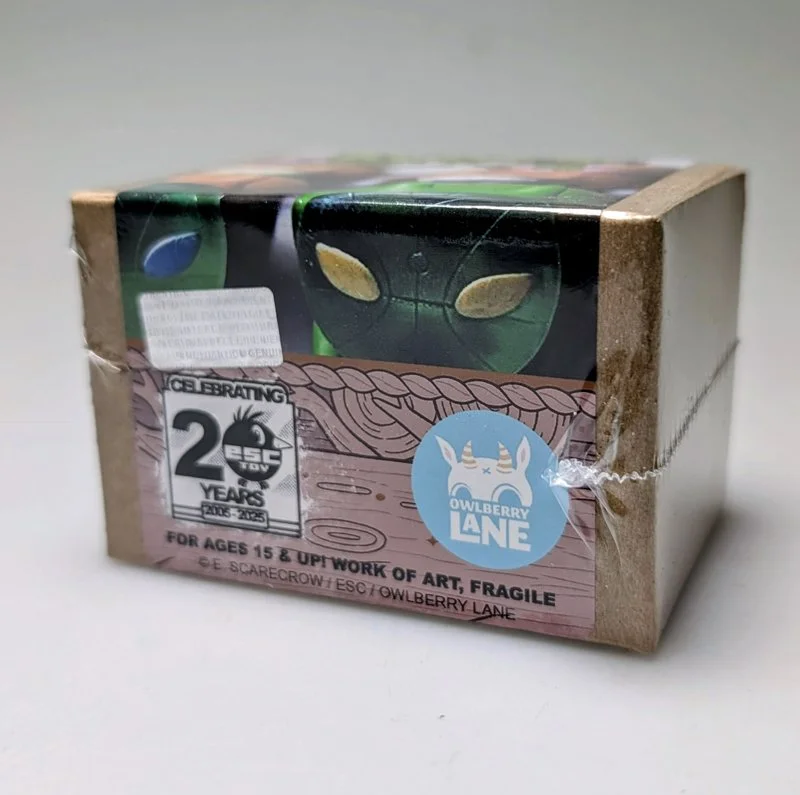 CELEBRATING
20
ESC
TOY
YEARS
2005-2025
OWLBERRY
LANE
FOR AGES 15 & UP! WORK OF ART, FRAGILE
© E. SCARECROW / ESC / OWLBERRY LANE